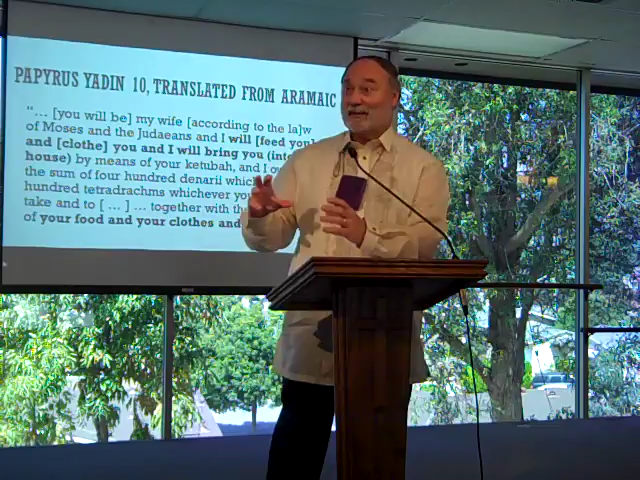 PAPYRUS YADIN 10, TRANSLATED FROM ARAMAIC
"... [you will be] my wife [according to the la]w
of Moses and the Judaeans and I will [feed you]
and [clothe] you and I will bring you (into
house) by means of your ketubah, and I
the sum of four hundred denarii which
hundred tetradrachms whichever you
take and to [ ... ] ... together with the
of your food and your clothes and